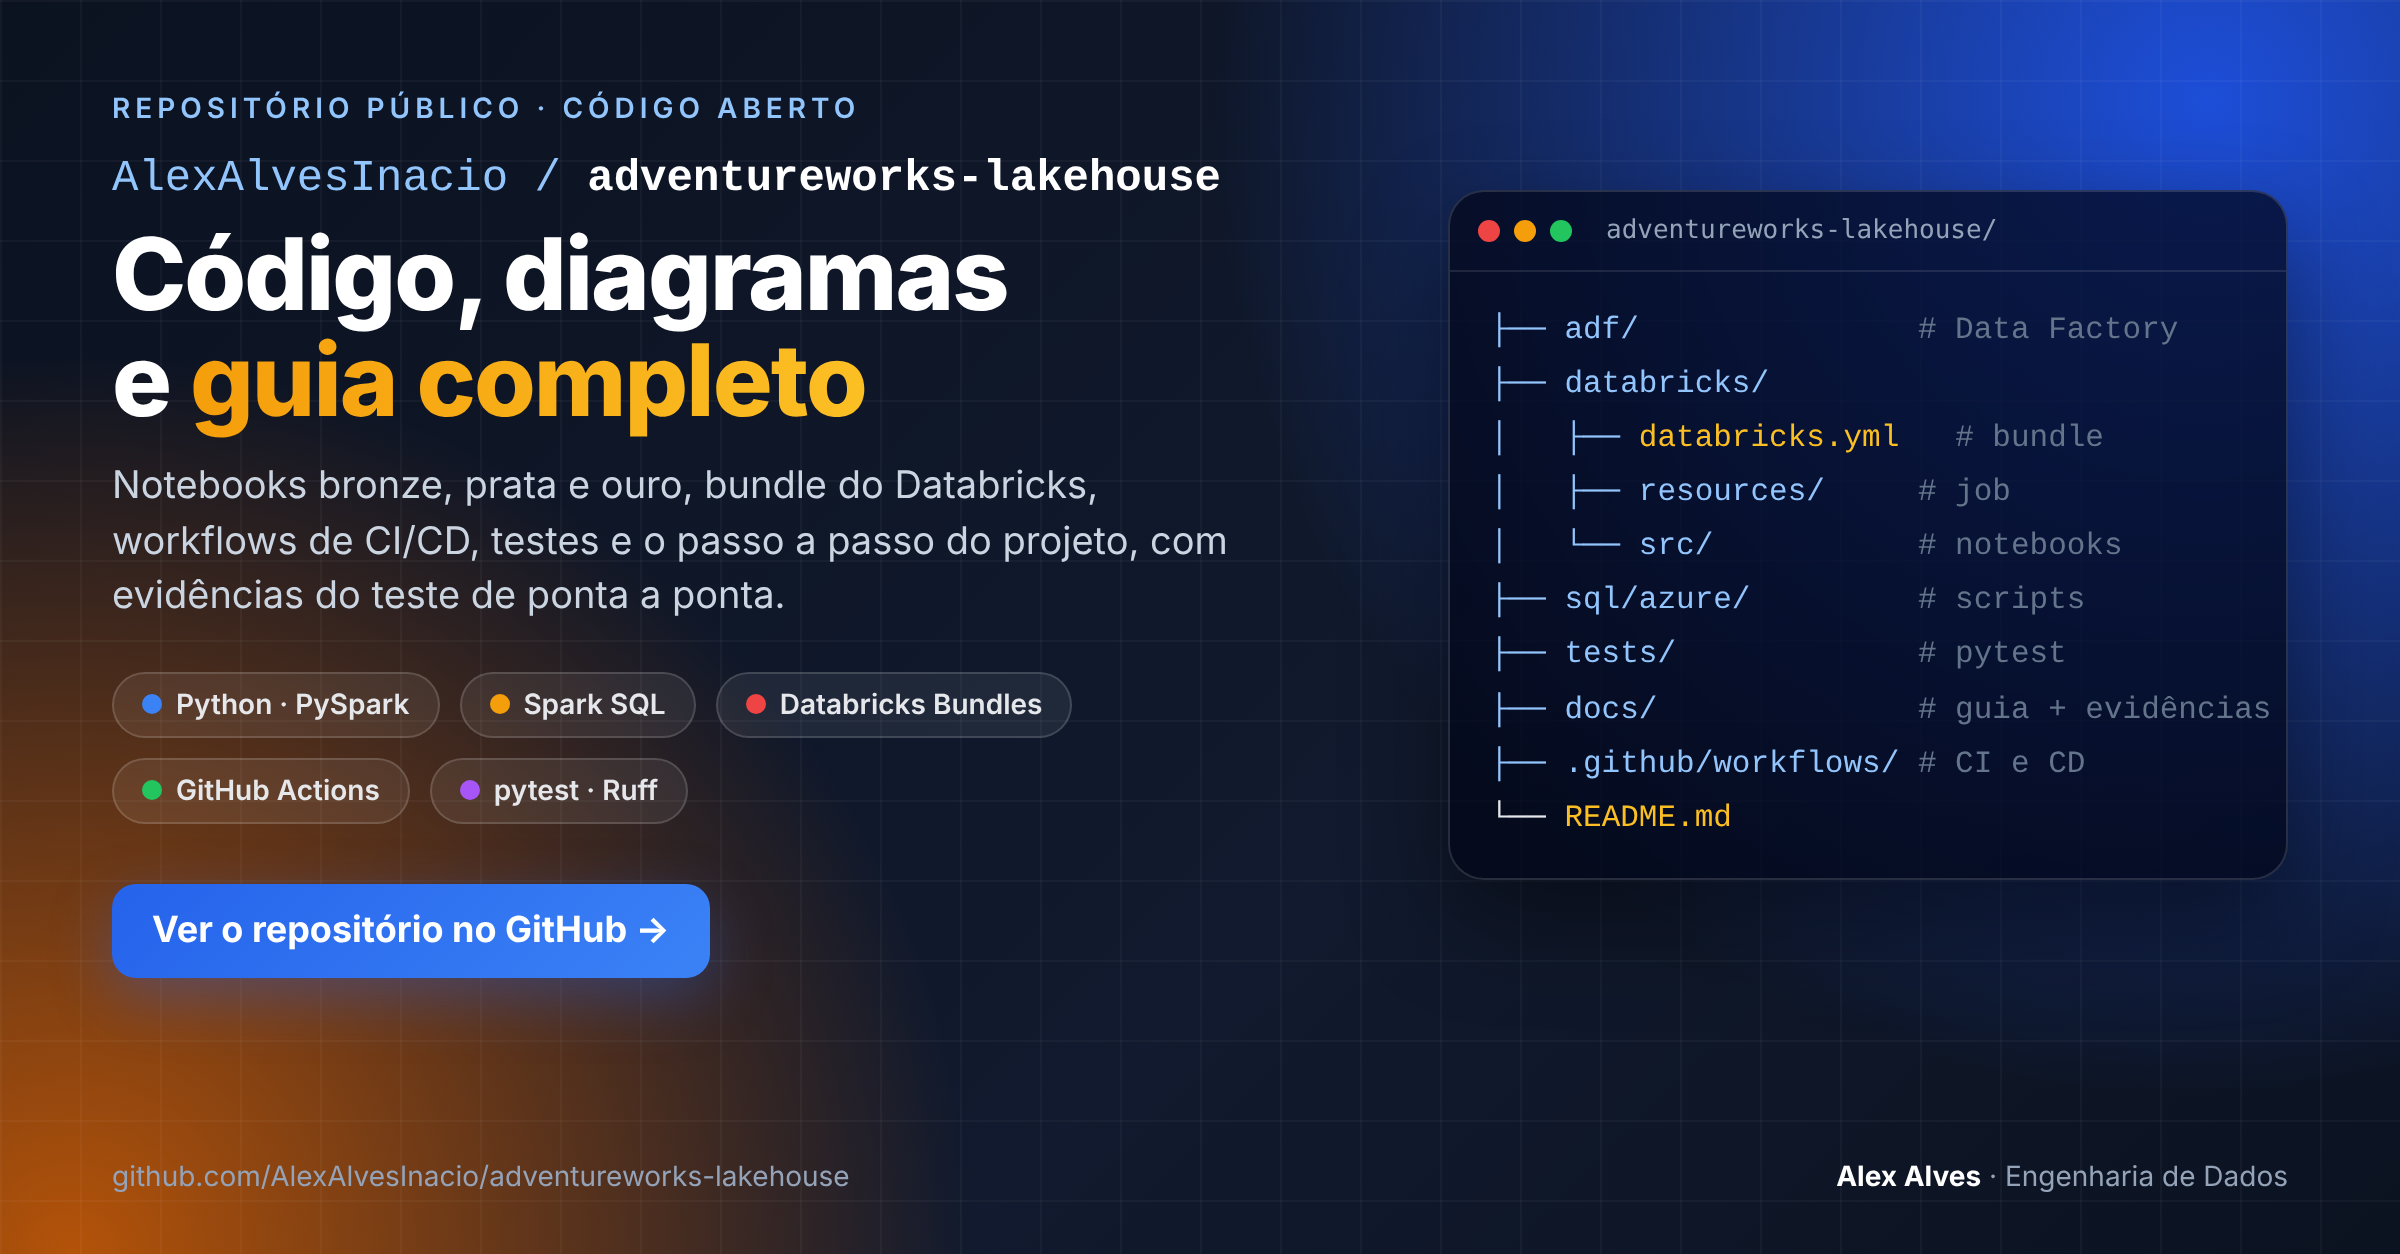 REPOSITÓRIO PÚBLICO · CÓDIGO ABERTO
AlexAlvesInacio / adventureworks-lakehouse
Código, diagramas
e guia completo
Notebooks bronze, prata e ouro, bundle do Databricks,
workflows de CI/CD, testes e o passo a passo do projeto, com
evidências do teste de ponta a ponta.
Python · PySpark
Spark SQL
Databricks Bundles
GitHub Actions
pytest · Ruff
Ver o repositório no GitHub →
adventureworks-lakehouse/
├── adf/ # Data Factory
├── databricks/
│   ├── databricks.yml # bundle
│   ├── resources/ # job
│   └── src/ # notebooks
├── sql/azure/ # scripts
├── tests/ # pytest
├── docs/ # guia + evidências
├── .github/workflows/ # CI e CD
└── README.md
github.com/AlexAlvesInacio/adventureworks-lakehouse
Alex Alves · Engenharia de Dados